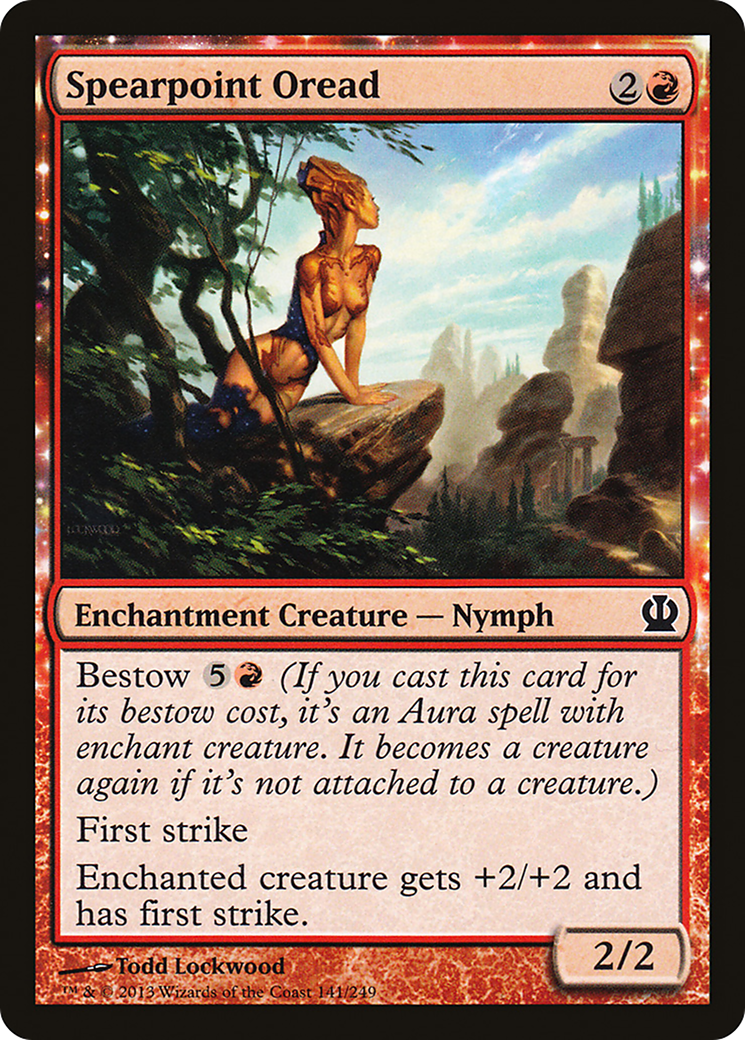 Spearpoint Oread 2
LOCKWOOD
Enchantment Creature — Nymph
Bestow 5 (If you cast this card for
its bestow cost, it's an Aura spell with
enchant creature. It becomes a creature
again if it's not attached to a creature.)
First strike
Enchanted creature gets +2/+2 and
has first strike.
2/2
Todd Lockwood
™ & © 2013 Wizards of the Coast 141/249